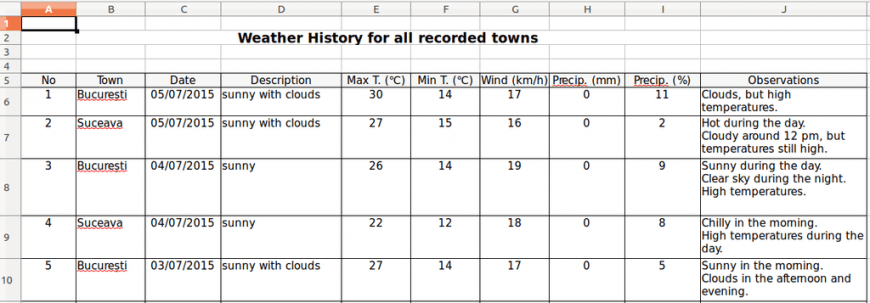 A B C D E F G H I J
1
2 Weather History for all recorded towns
3
4
5 No Town Date Description Max T. (℃) Min T. (℃) Wind (km/h) Precip. (mm) Precip. (%) Observations
6 1 Bucureşti 05/07/2015 sunny with clouds 30 14 17 0 11 Clouds, but high
temperatures.
7 2 Suceava 05/07/2015 sunny with clouds 27 15 16 0 2 Hot during the day.
Cloudy around 12 pm, but
temperatures still high.
8 3 Bucureşti 04/07/2015 sunny 26 14 19 0 9 Sunny during the day.
Clear sky during the night.
High temperatures.
9 4 Suceava 04/07/2015 sunny 22 12 18 0 8 Chilly in the morning.
High temperatures during the
day.
10 5 Bucureşti 03/07/2015 sunny with clouds 27 14 17 0 5 Sunny in the morning.
Clouds in the afternoon and
evening.